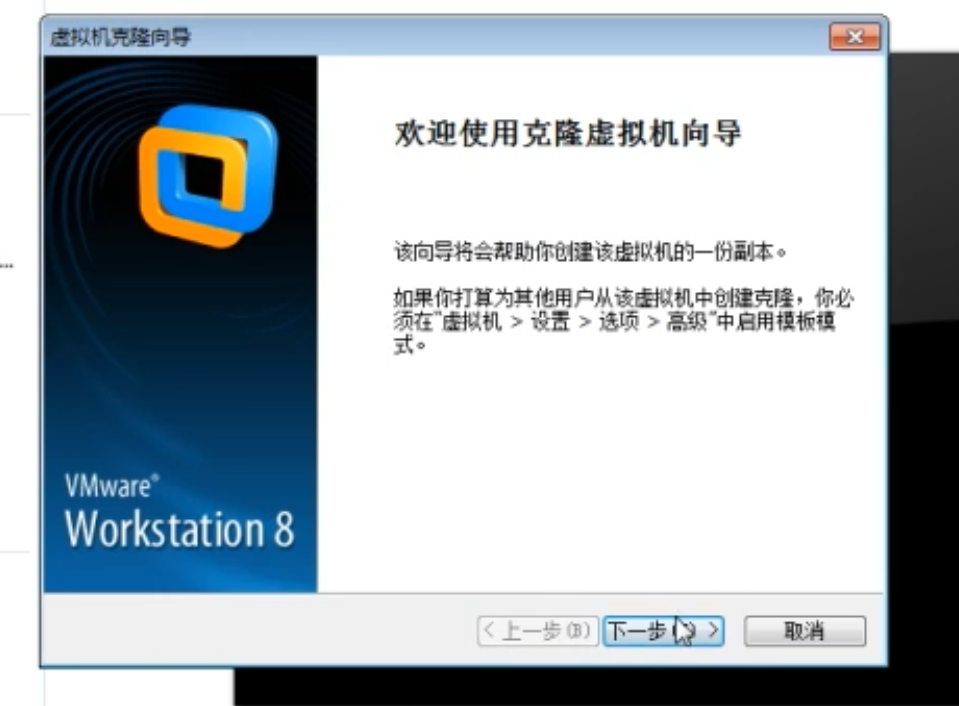 虚拟机克隆向导
欢迎使用克隆虚拟机向导
该向导将会帮助你创建该虚拟机的一份副本。
如果你打算为其他用户从该虚拟机中创建克隆，你必
须在"虚拟机 > 设置 > 选项 > 高级"中启用模板模
式。
VMware®
Workstation 8
< 上一步(B) 下一步 > 取消